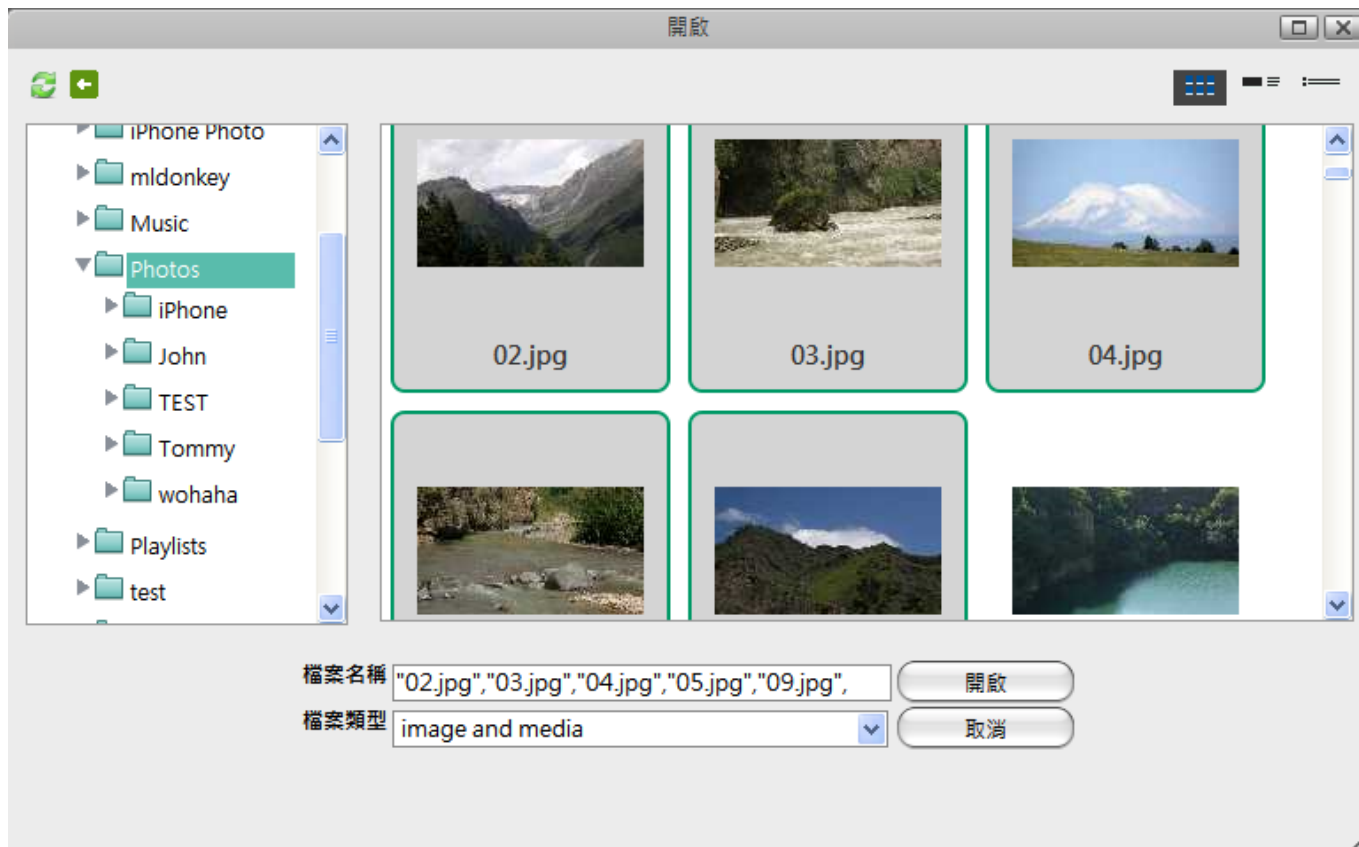 開啟
iPhone Photo
mldonkey
Music
Photos
iPhone
John
TEST
Tommy
wohaha
Playlists
test
02.jpg
03.jpg
04.jpg
檔案名稱
"02.jpg","03.jpg","04.jpg","05.jpg","09.jpg",
開啟
檔案類型
image and media
取消